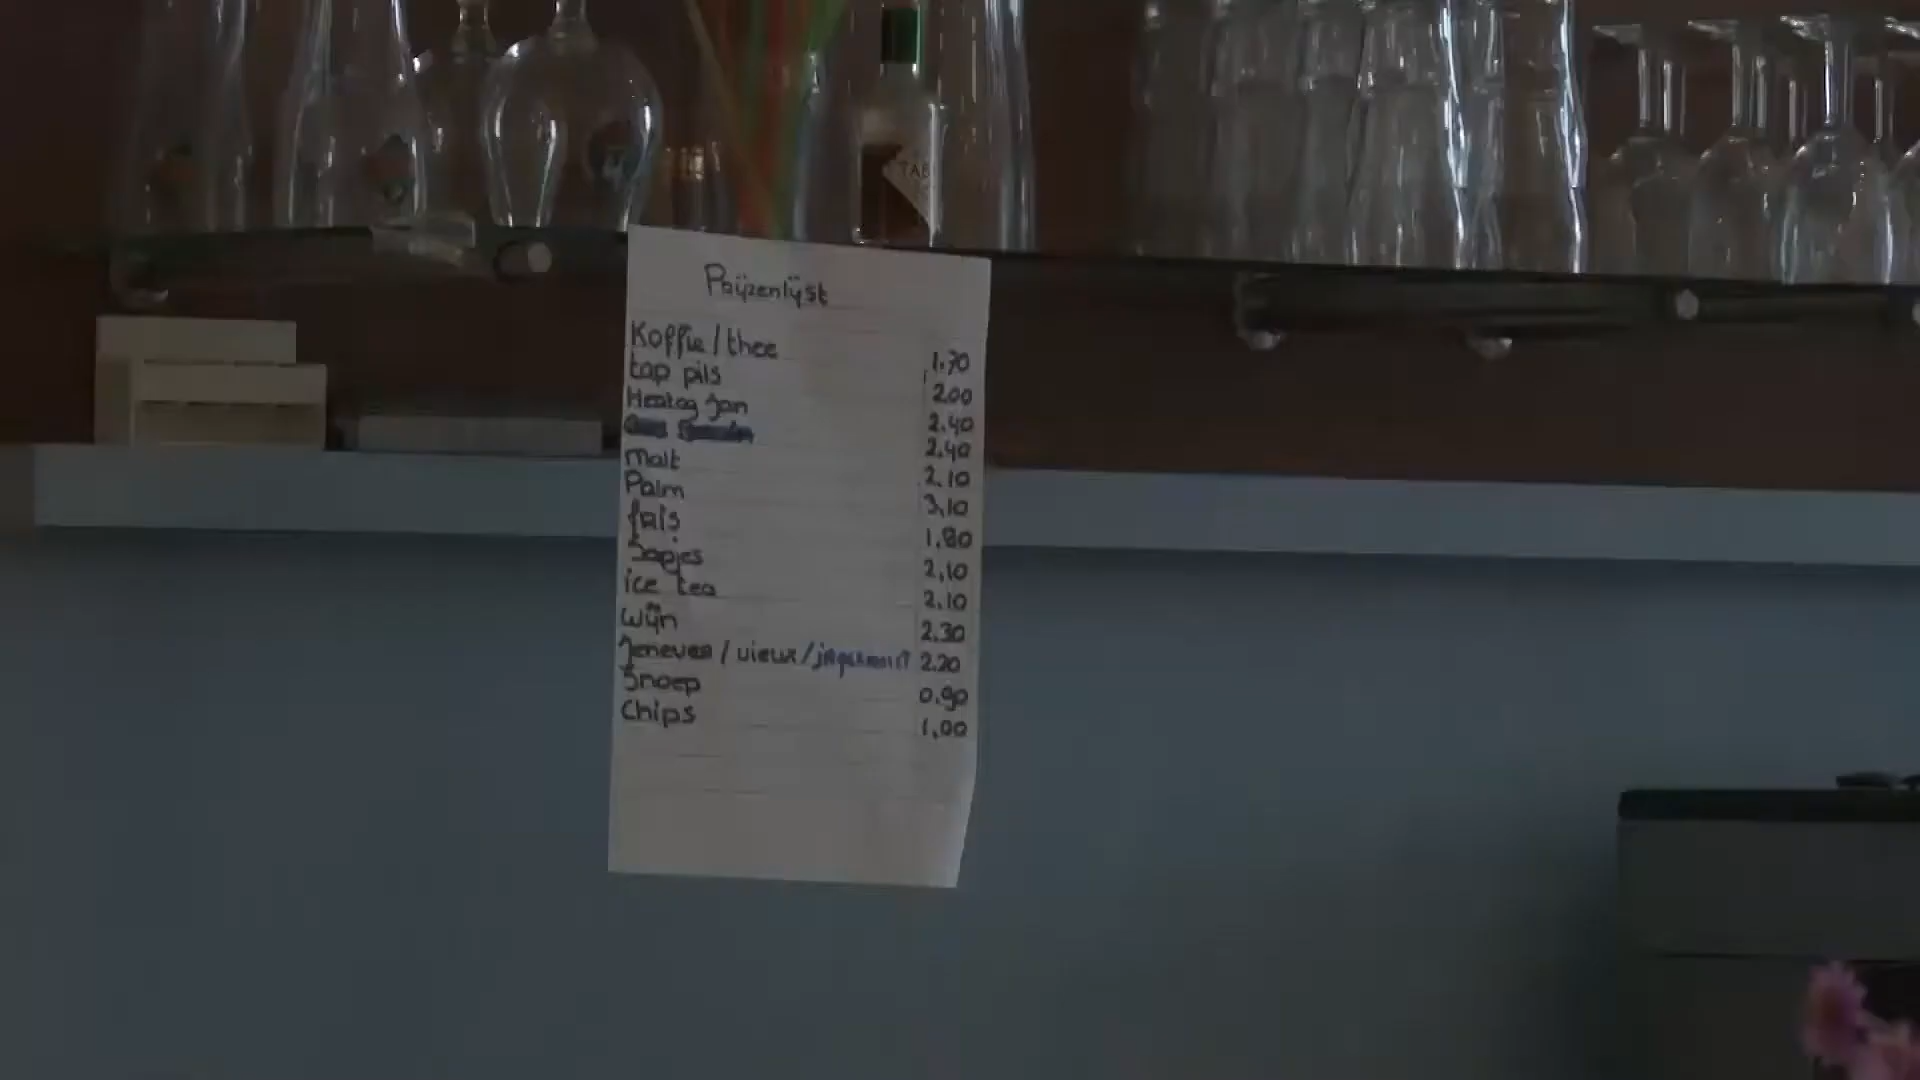 TAB
Prijzenlijst
Koffie/thee 1.70
tap pils 2.00
Hertog Jan 2.40
2.40
Malt 2.10
Palm 3,10
fris 1.80
Sapjes 2,10
ice tea 2.10
Wijn 2.30
Jenever/vieux/ 2.20
Snoep 0.90
Chips 1,00